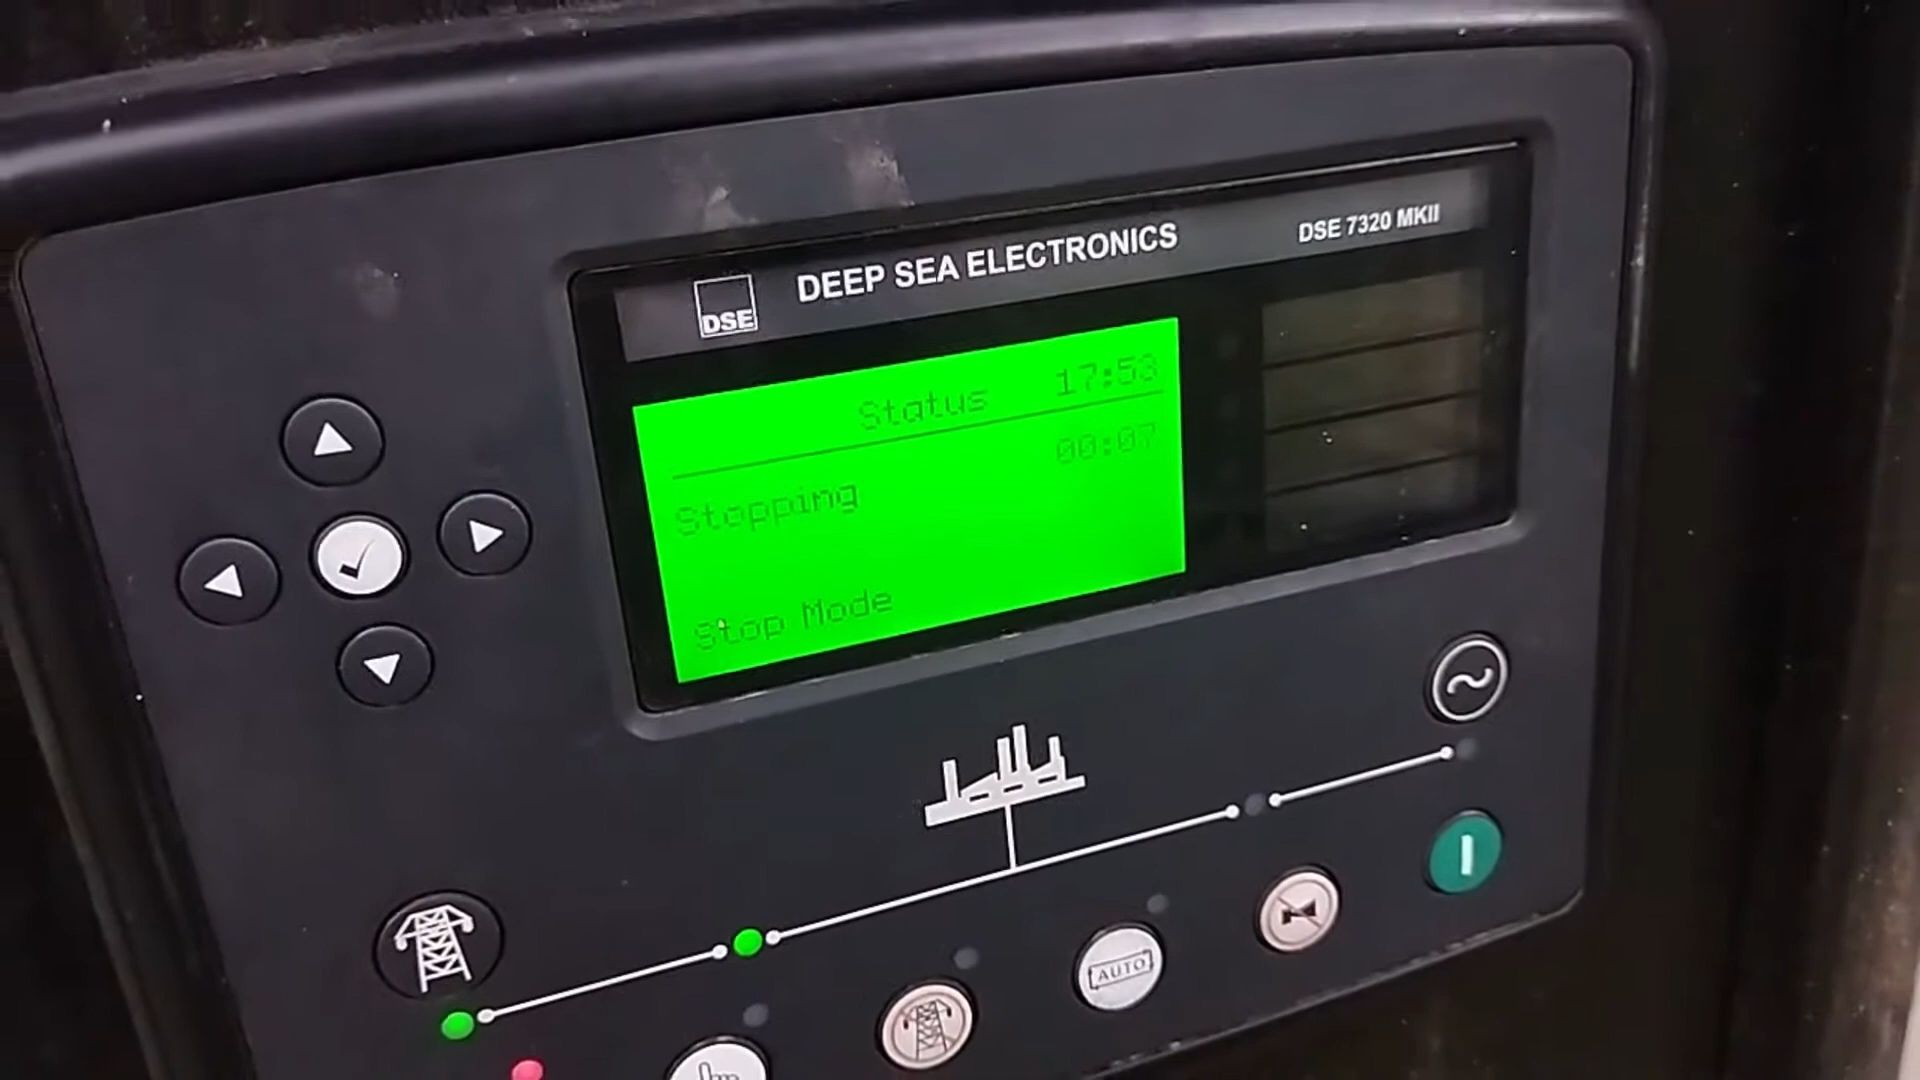 DSE
DEEP SEA ELECTRONICS
DSE 7320 MKII
Status 17:53
00:07
Stopping
Stop Mode
AUTO